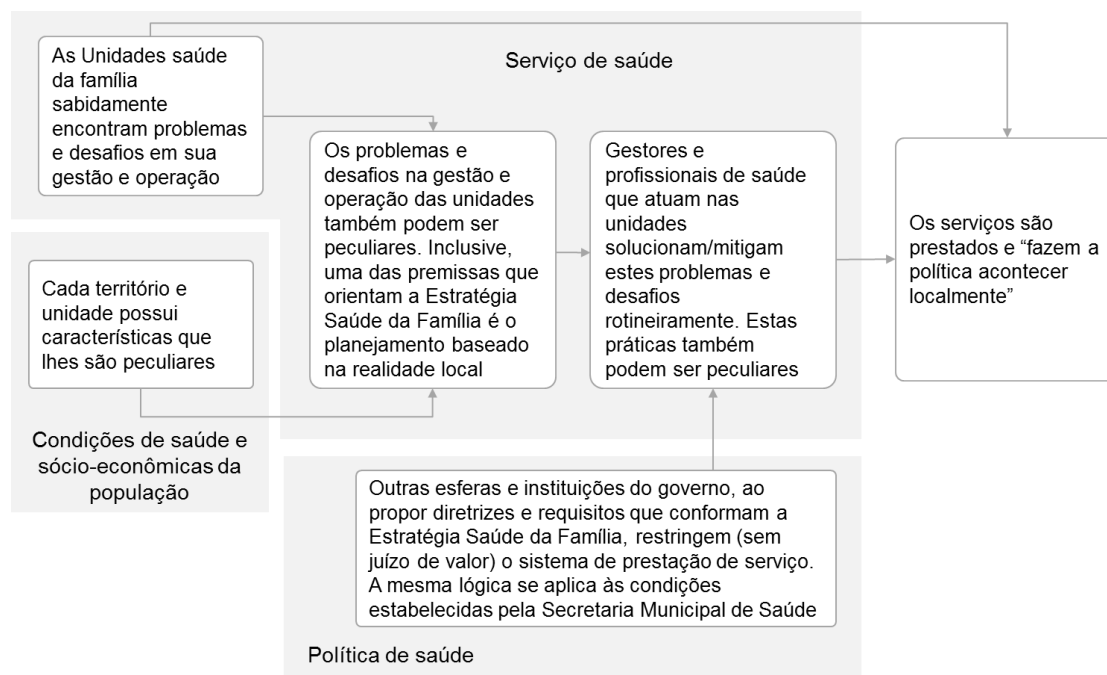 As Unidades saúde
da família
sabidamente
encontram problemas
e desafios em sua
gestão e operação
Serviço de saúde
Os problemas e
desafios na gestão e
operação das unidades
também podem ser
peculiares. Inclusive,
uma das premissas que
orientam a Estratégia
Saúde da Família é o
planejamento baseado
na realidade local
Gestores e
profissionais de saúde
que atuam nas
unidades
solucionam/mitigam
estes problemas e
desafios
rotineiramente. Estas
práticas também
podem ser peculiares
Os serviços são
prestados e “fazem a
política acontecer
localmente”
Cada território e
unidade possui
características que
lhes são peculiares
Condições de saúde e
sócio-econômicas da
população
Outras esferas e instituições do governo, ao
propor diretrizes e requisitos que conformam a
Estratégia Saúde da Família, restringem (sem
juízo de valor) o sistema de prestação de serviço.
A mesma lógica se aplica às condições
estabelecidas pela Secretaria Municipal de Saúde
Política de saúde